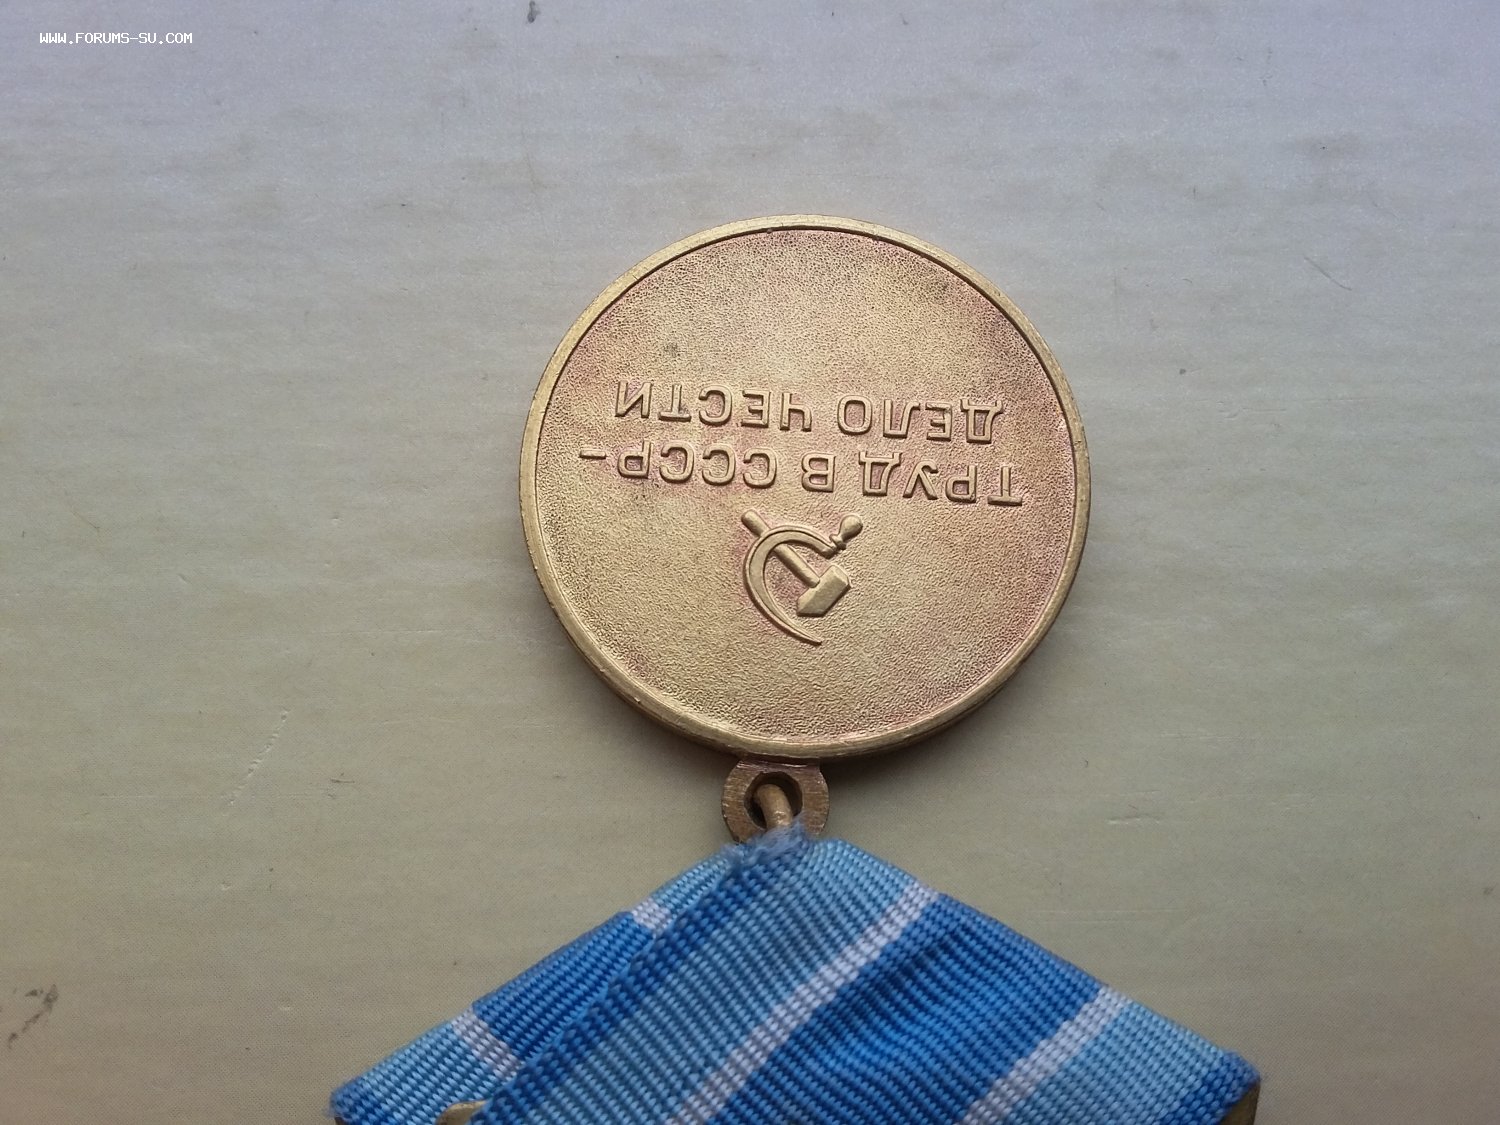 WWW.FORUMS-SU.COM
ТРУД В СССР–
ДЕЛО ЧЕСТИ